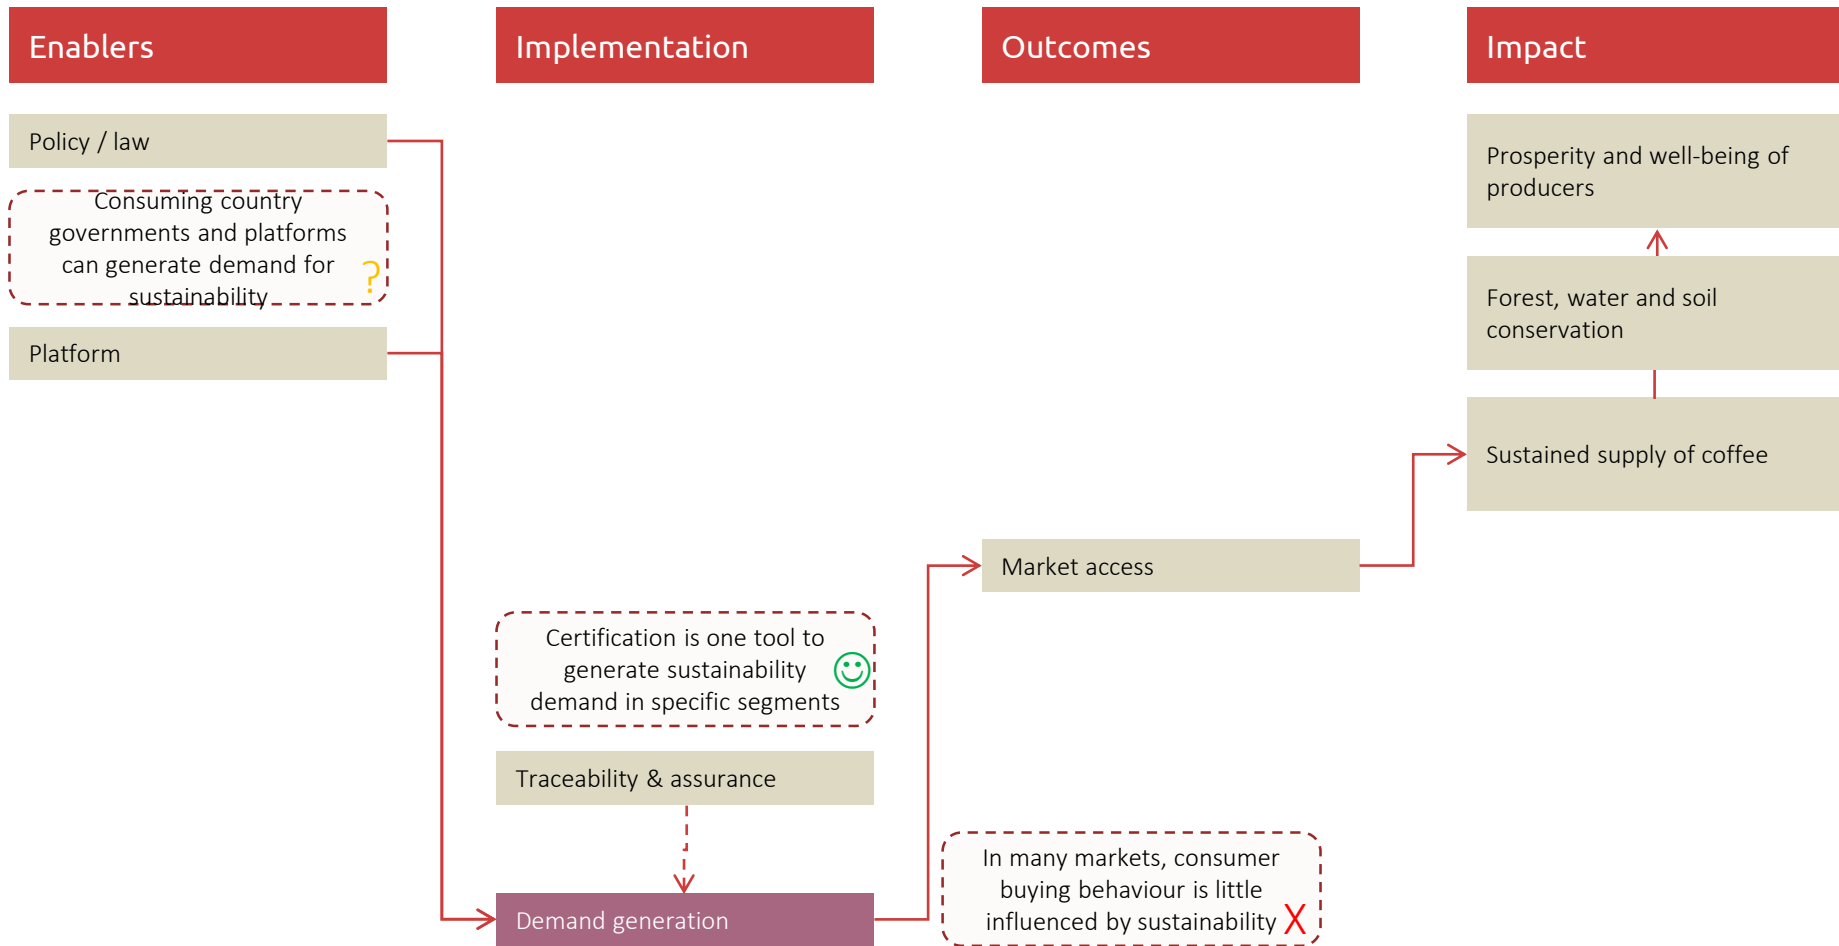 Enablers
Implementation
Outcomes
Impact
Policy / law
Consuming country
governments and platforms
can generate demand for
sustainability
?
Platform
Certification is one tool to
generate sustainability
demand in specific segments
Traceability & assurance
Demand generation
Market access
In many markets, consumer
buying behaviour is little
influenced by sustainability
X
Prosperity and well-being of
producers
Forest, water and soil
conservation
Sustained supply of coffee